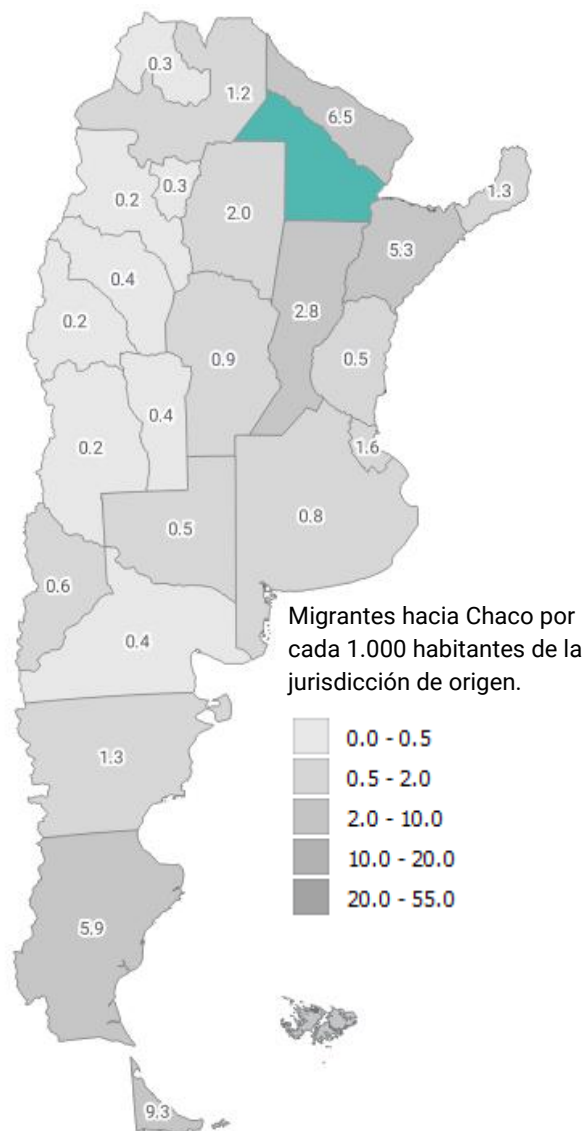 0.3
1.2
6.5
0.3
1.3
0.2
2.0
5.3
0.4
2.8
0.2
0.9
0.5
0.4
0.2
1.6
0.5
0.8
0.6
Migrantes hacia Chaco por
cada 1.000 habitantes de la
jurisdicción de origen.
0.4
0.0 - 0.5
1.3
0.5 - 2.0
2.0 - 10.0
10.0 - 20.0
20.0 - 55.0
5.9
9.3